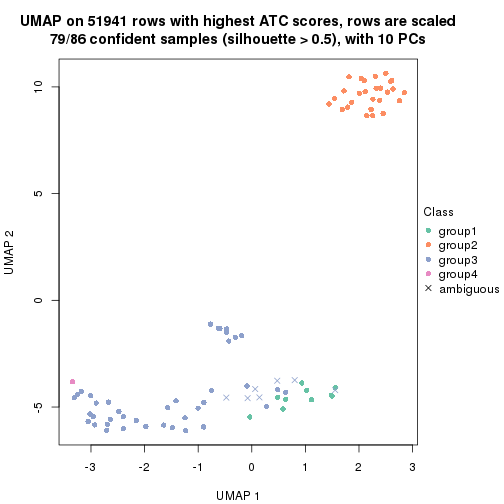 UMAP on 51941 rows with highest ATC scores, rows are scaled
79/86 confident samples (silhouette > 0.5), with 10 PCs
10
5
0
-5
UMAP 2
-3
-2
-1
0
1
2
3
UMAP 1
Class
group1
group2
group3
group4
ambiguous